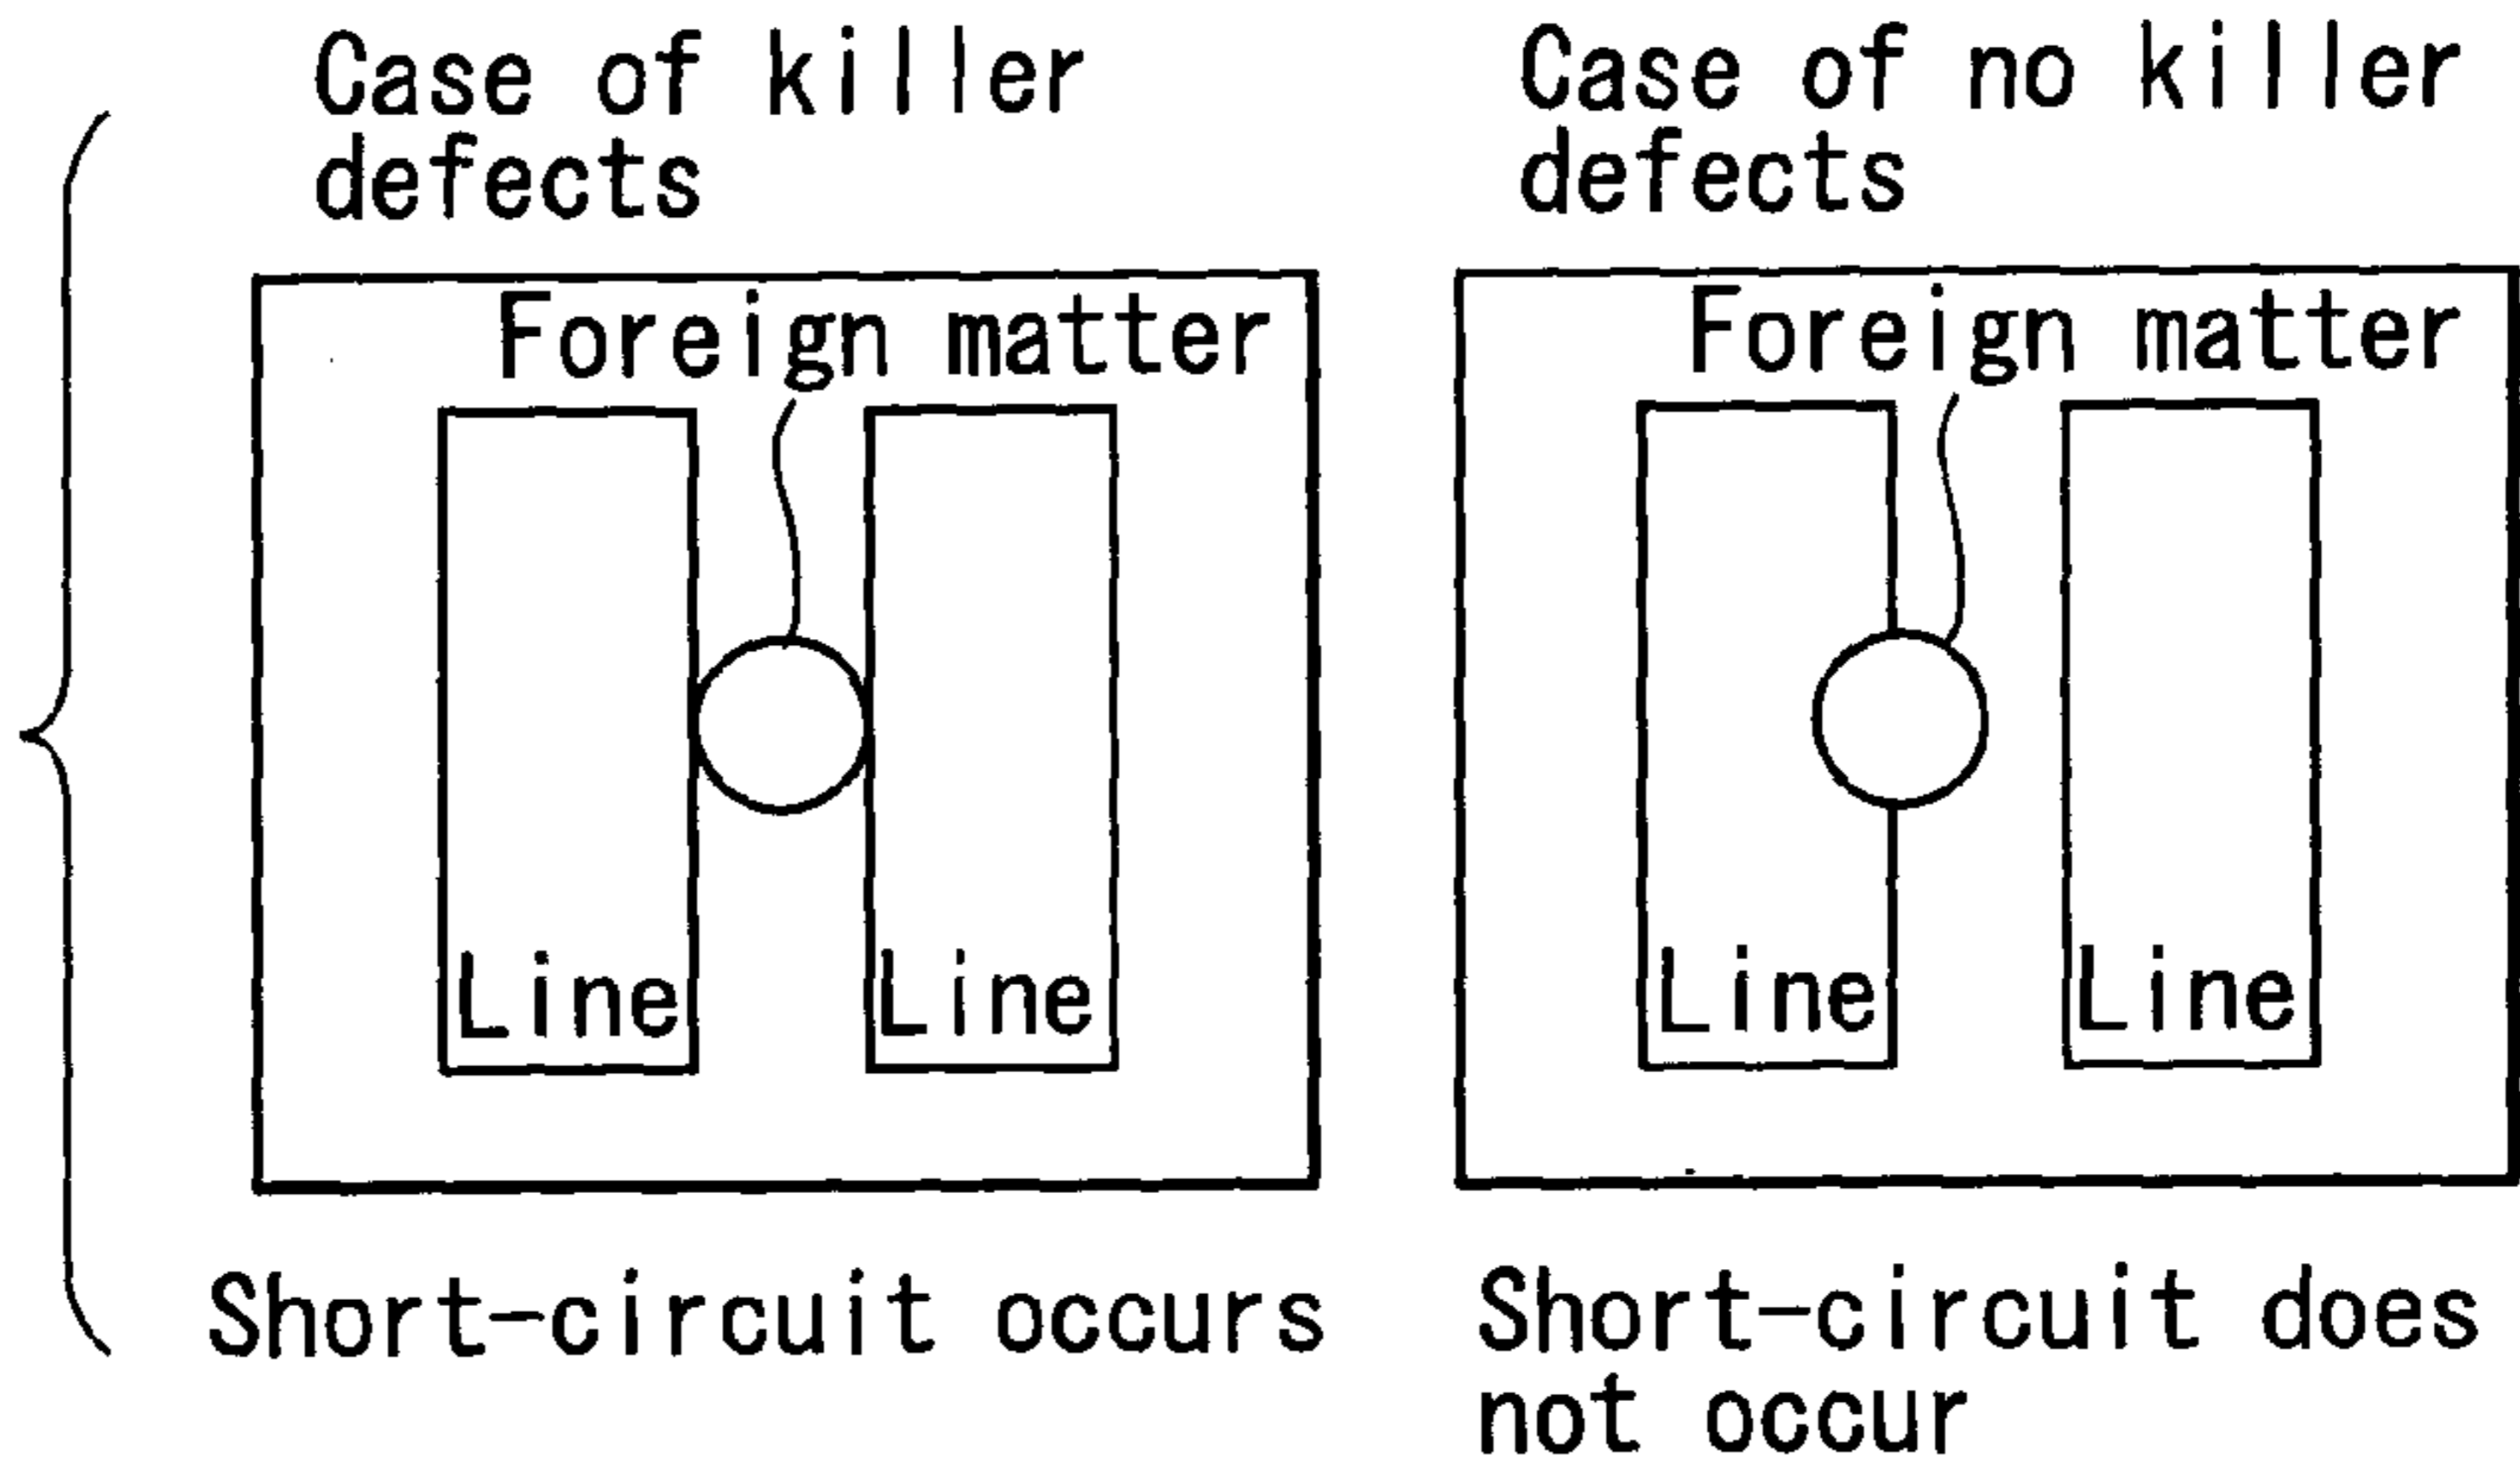 Case of killer
defects
Foreign matter
Line
Line
Short-circuit occurs
Case of no killer
defects
Foreign matter
Line
Line
Short-circuit does
not occur